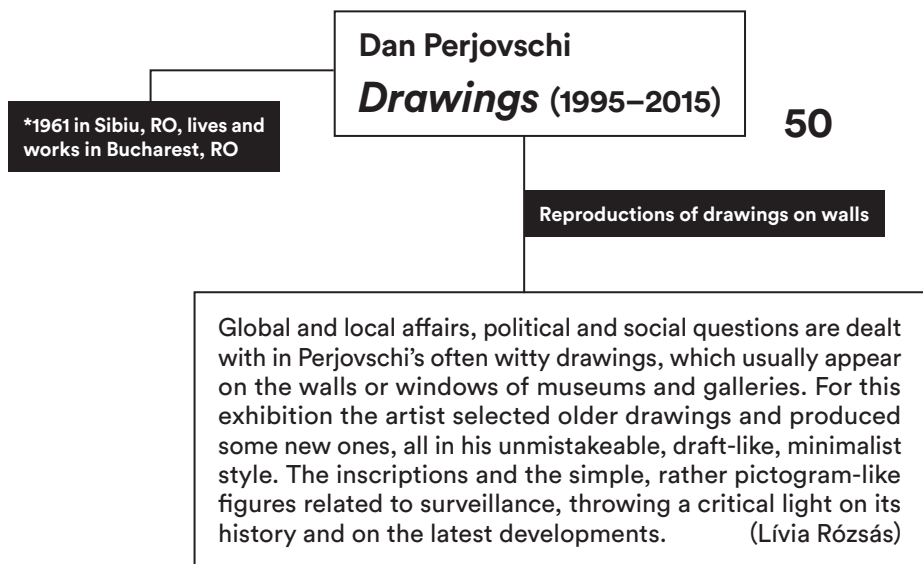 Dan Perjovschi
Drawings (1995–2015)
*1961 in Sibiu, RO, lives and
works in Bucharest, RO
50
Reproductions of drawings on walls
Global and local affairs, political and social questions are dealt
with in Perjovschi’s often witty drawings, which usually appear
on the walls or windows of museums and galleries. For this
exhibition the artist selected older drawings and produced
some new ones, all in his unmistakeable, draft-like, minimalist
style. The inscriptions and the simple, rather pictogram-like
figures related to surveillance, throwing a critical light on its
history and on the latest developments. (Lívia Rózsás)